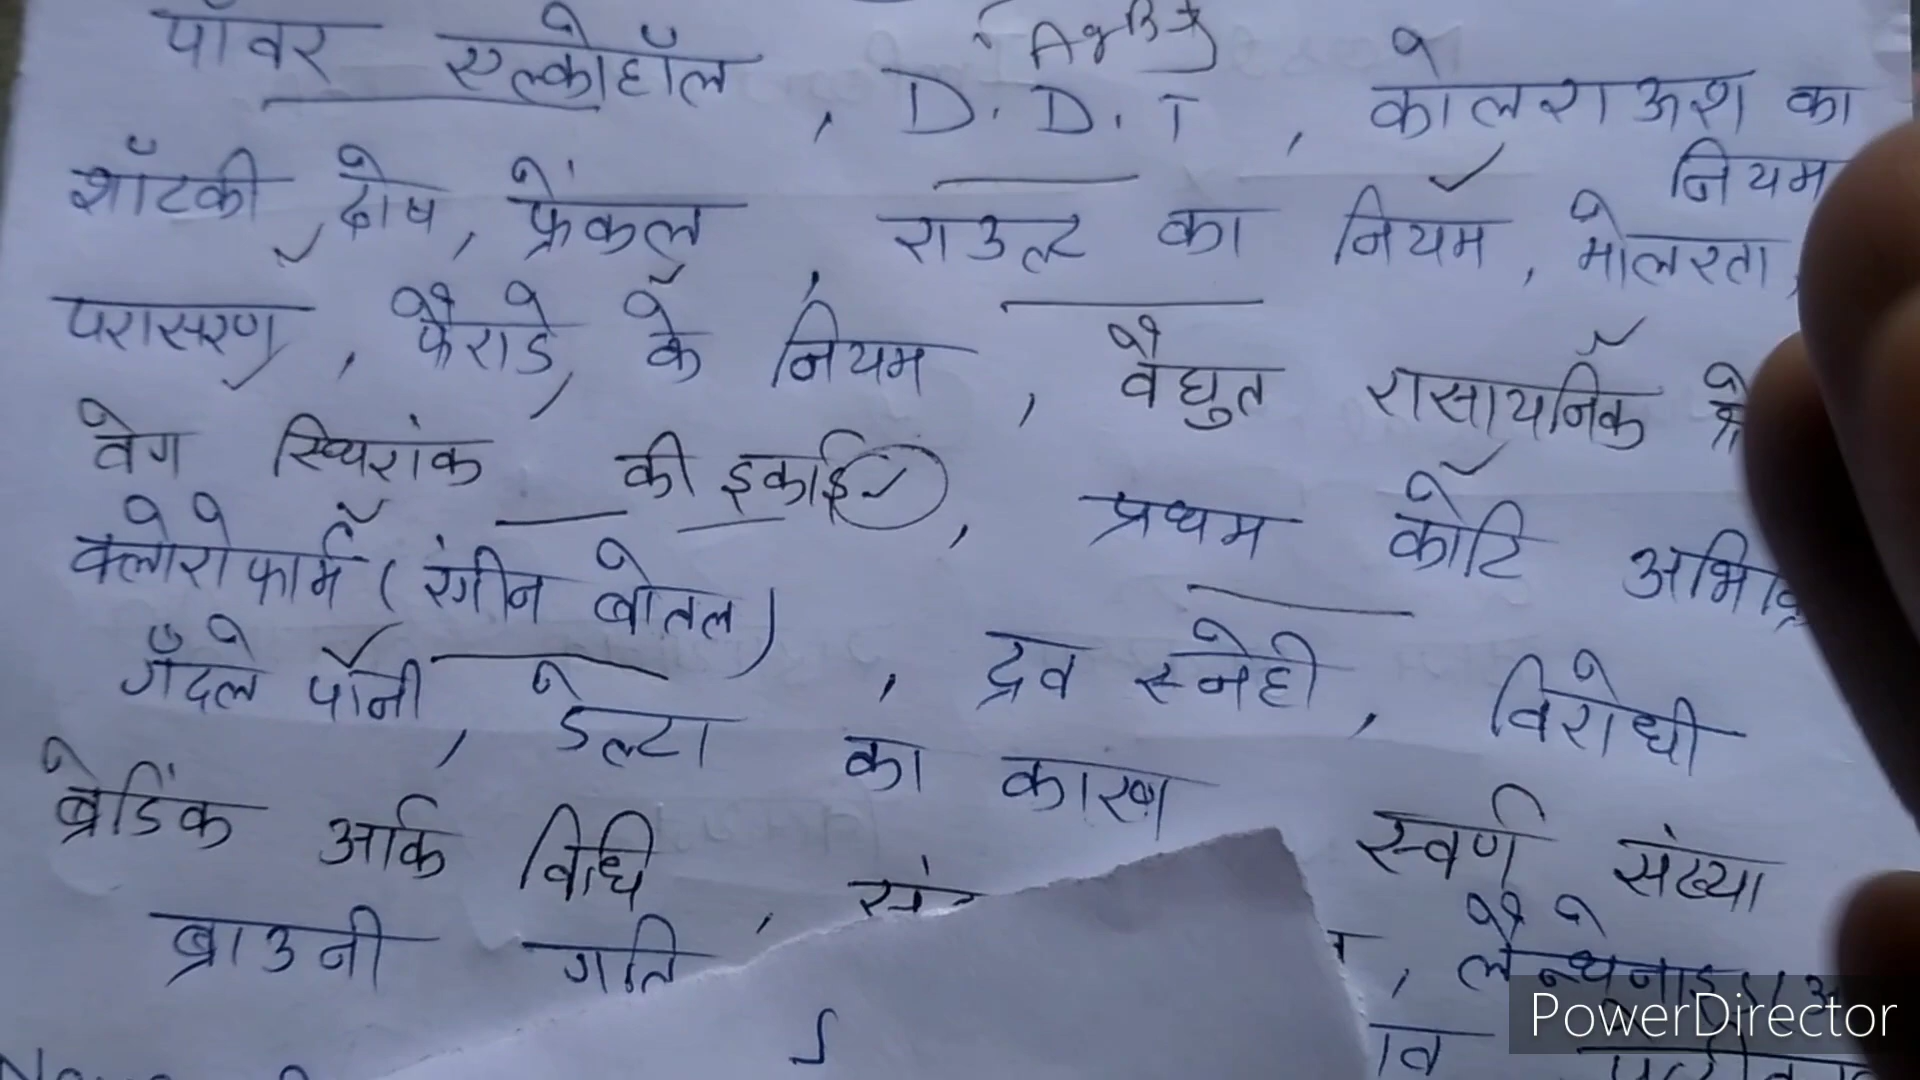 पॉवर एल्कोहॉल, D.D.T, कोलराऊश का
नियम
शॉटकी दोष, फ्रेंकल, राउल्ट का नियम, मोलरता,
परासरण, फैराडे के नियम, वैद्युत रासायनिक
वेग स्थिरांक की इकाई, प्रथम कोटि
क्लोरोफार्म (रंगीन बोतल), द्रव स्नेही, विरोधी
गँदले पानी, डेल्टा का कारण
स्वर्ण संख्या
ब्रेडिंक आर्क विधि,
ब्राउनी गति
PowerDirector